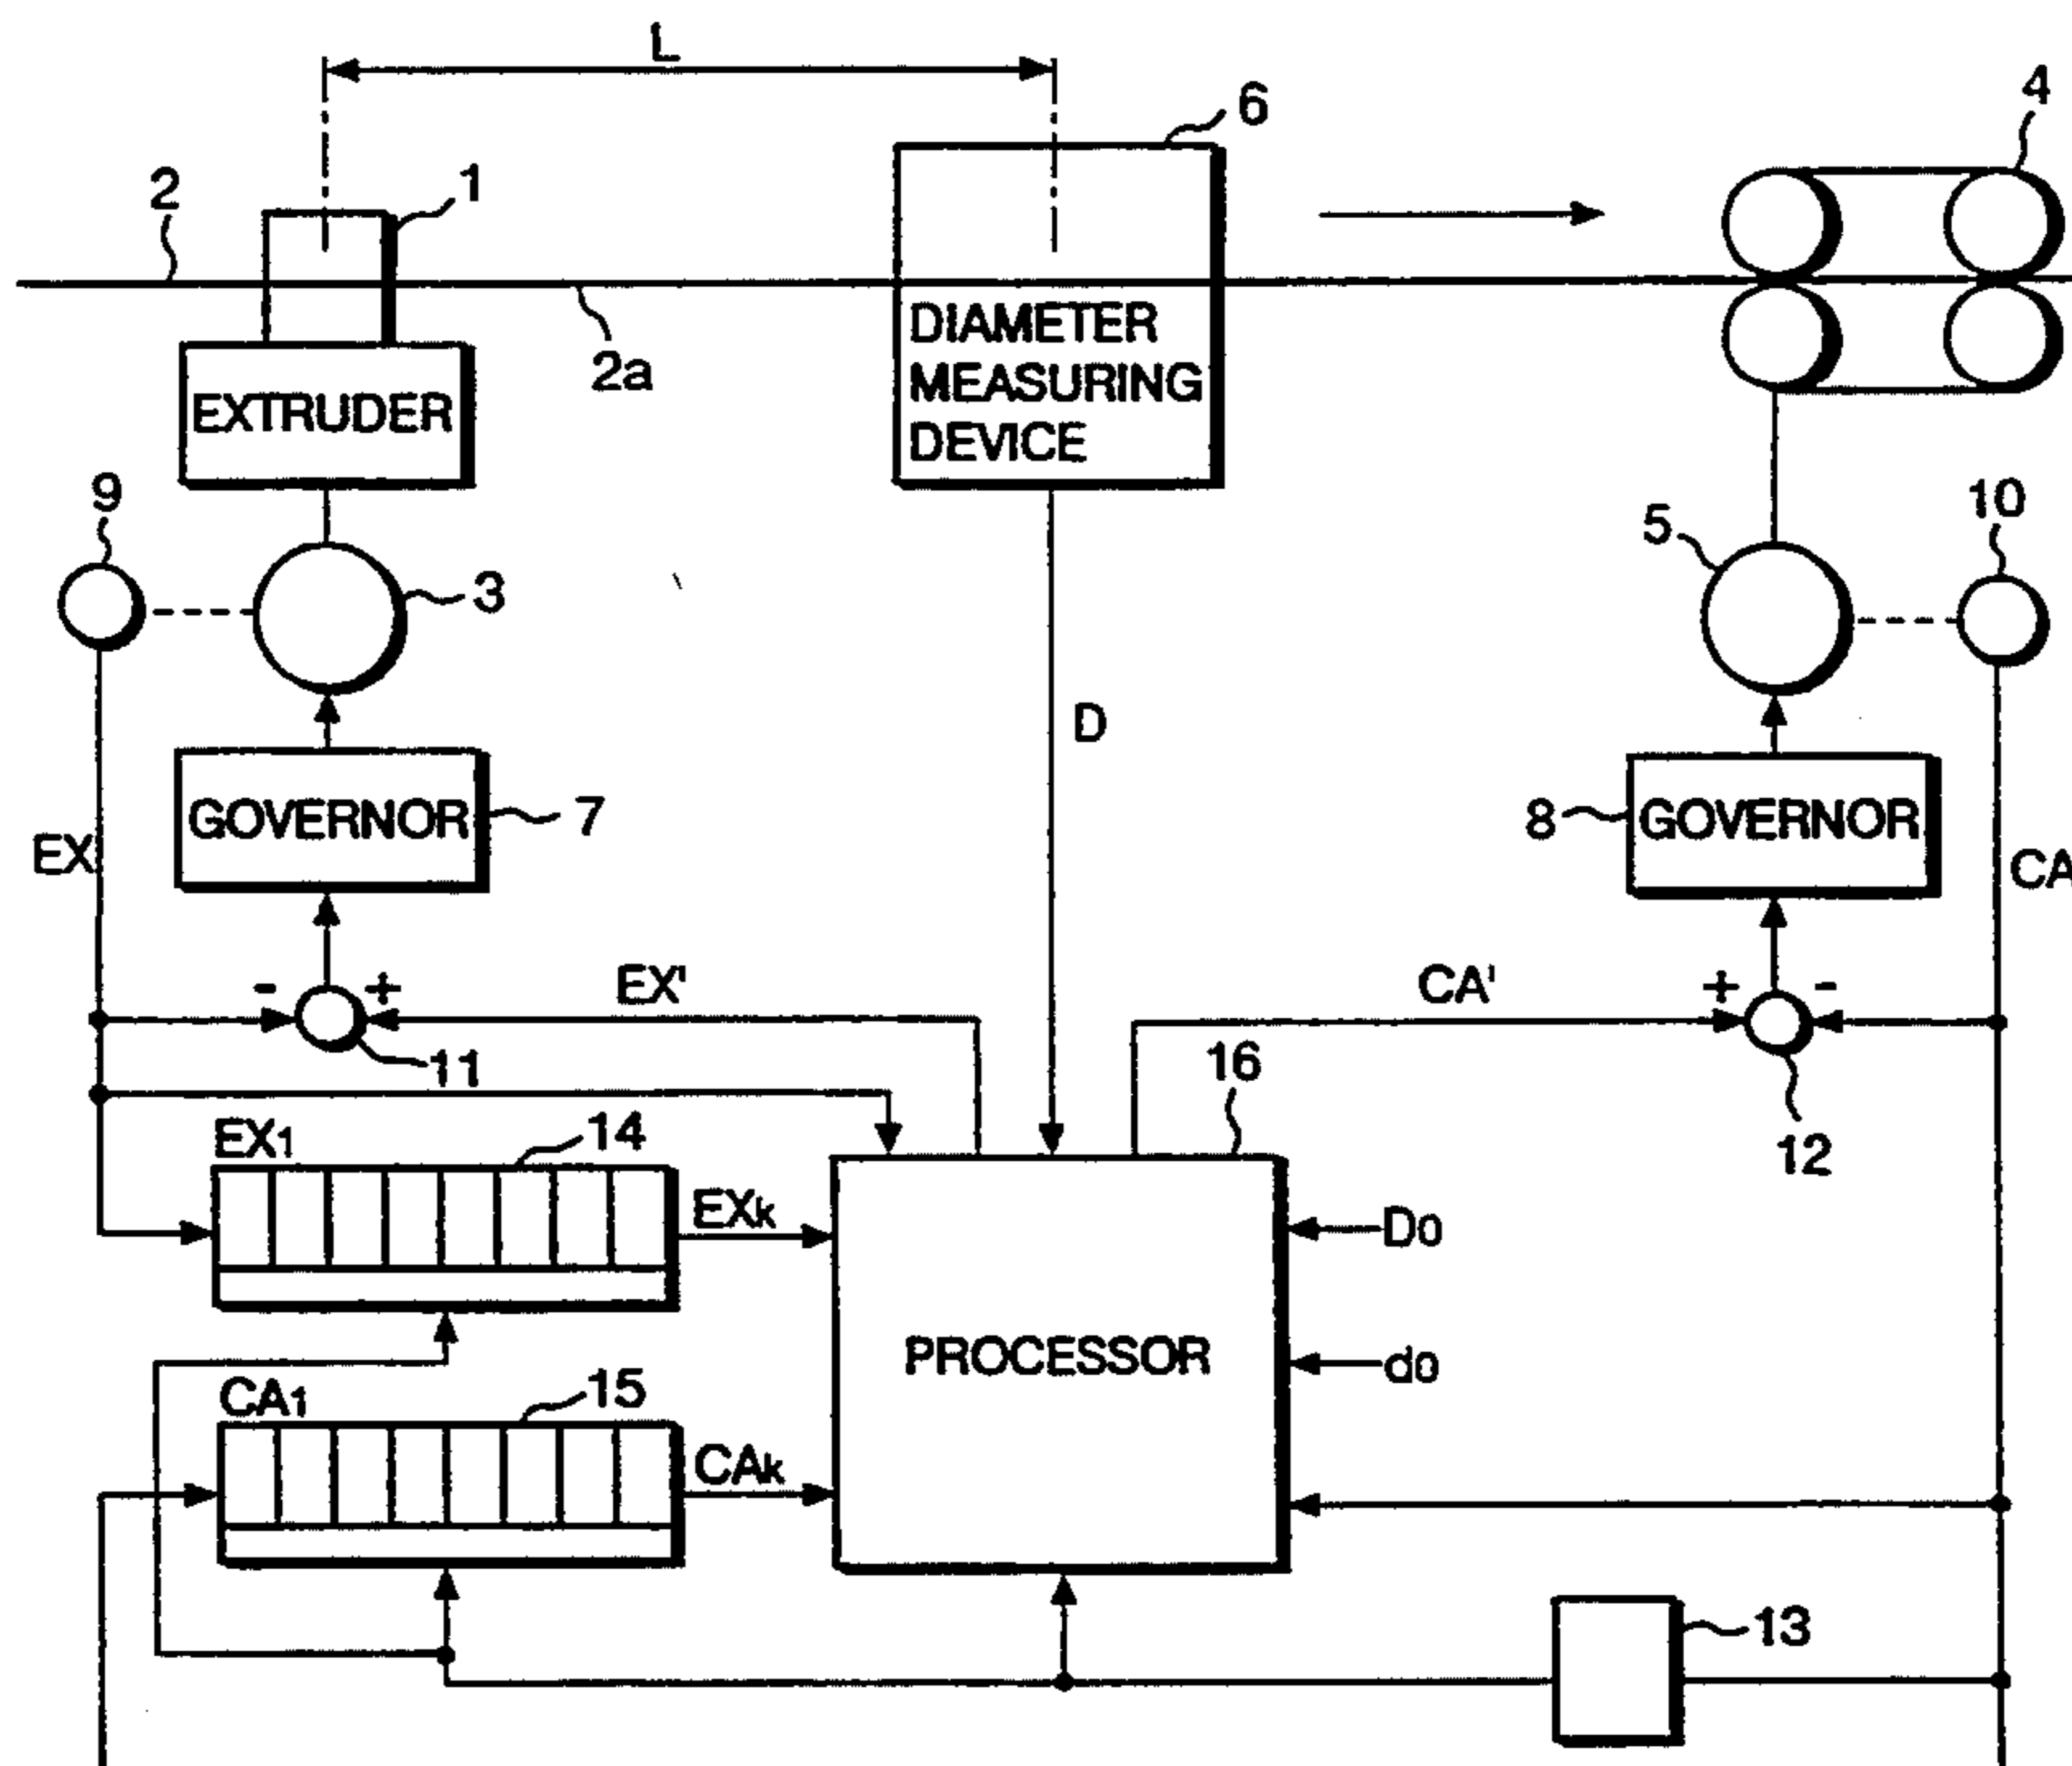 L
6
4
2
1
2a
DIAMETER
MEASURING
DEVICE
EXTRUDER
9
3
5
10
D
GOVERNOR
7
8
GOVERNOR
EX
CA
-
+
EX'
CA'
+
-
11
16
12
EX1
14
EXk
D0
PROCESSOR
d0
CA1
15
CAk
13